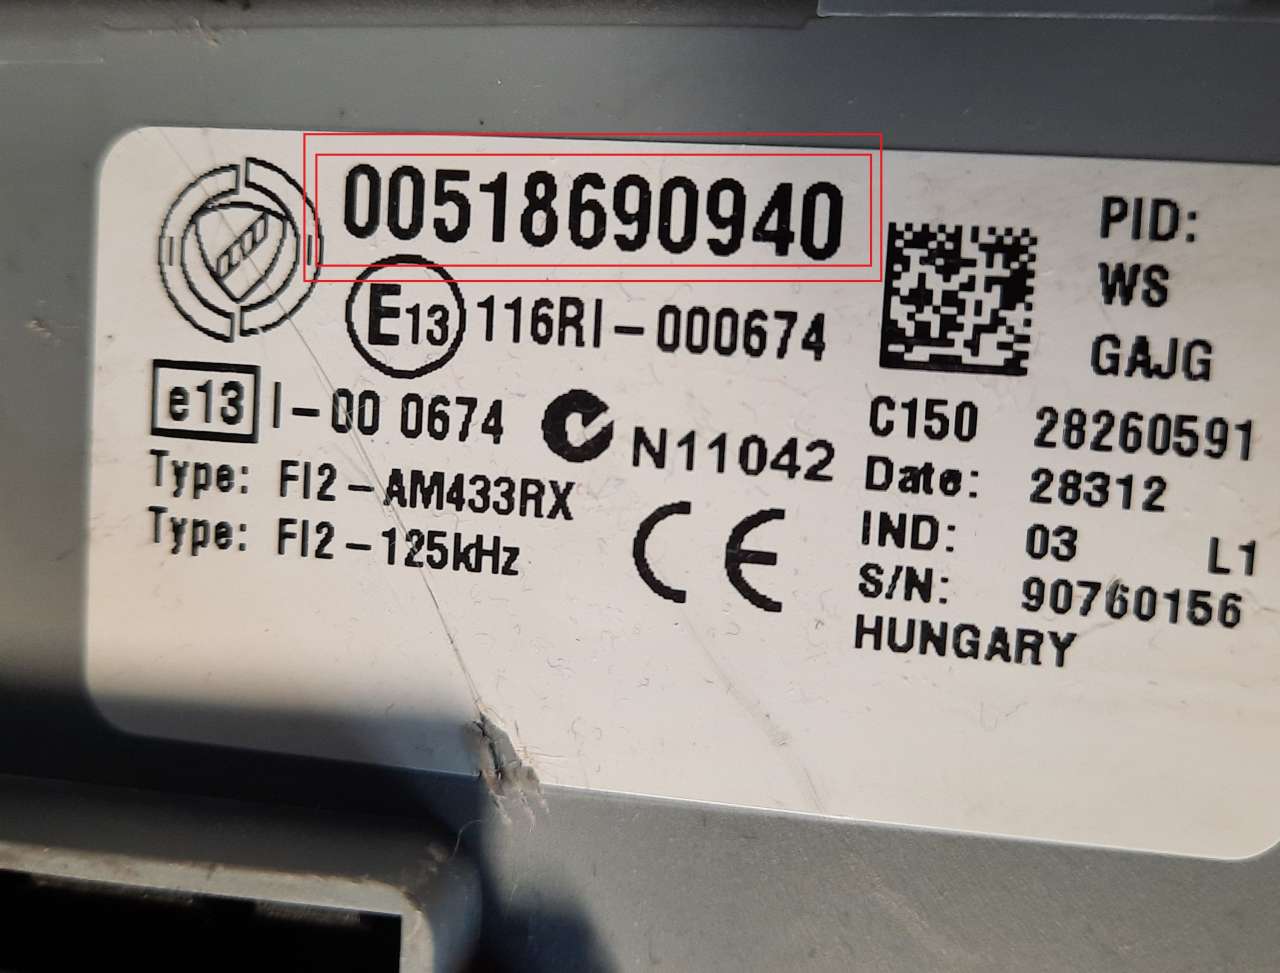 00518690940
E13 116RI-000674
e13 I-00 0674 N11042
Type: FI2-AM433RX
Type: FI2-125kHz
CE
PID:
WS
GAJG
C150 28260591
Date: 28312
IND: 03 L1
S/N: 90760156
HUNGARY